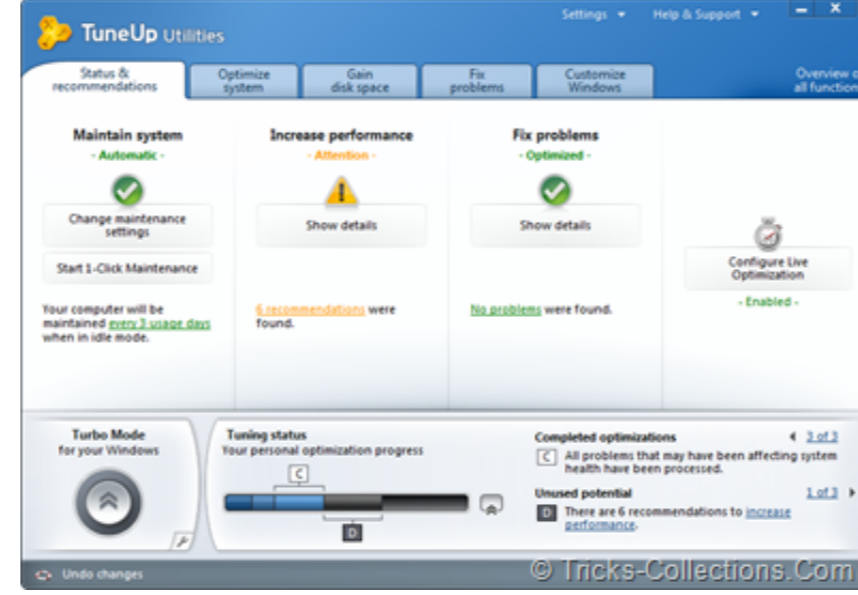 Settings Help & Support
TuneUp Utilities
Status & recommendations
Optimize system
Gain disk space
Fix problems
Customize Windows
Overview
all function
Maintain system
- Automatic -
Change maintenance
settings
Start 1-Click Maintenance
Your computer will be
maintained every 3 usage days
when in idle mode.
Increase performance
- Attention -
Show details
6 recommendations were
found.
Fix problems
- Optimized -
Show details
No problems were found.
Configure Live
Optimization
- Enabled -
Turbo Mode
for your Windows
Tuning status
Your personal optimization progress
C
D
Completed optimizations 3 of 3
C All problems that may have been affecting system
health have been processed.
Unused potential 1 of 3
D There are 6 recommendations to increase
performance.
Undo changes
© Tricks-Collections.Com